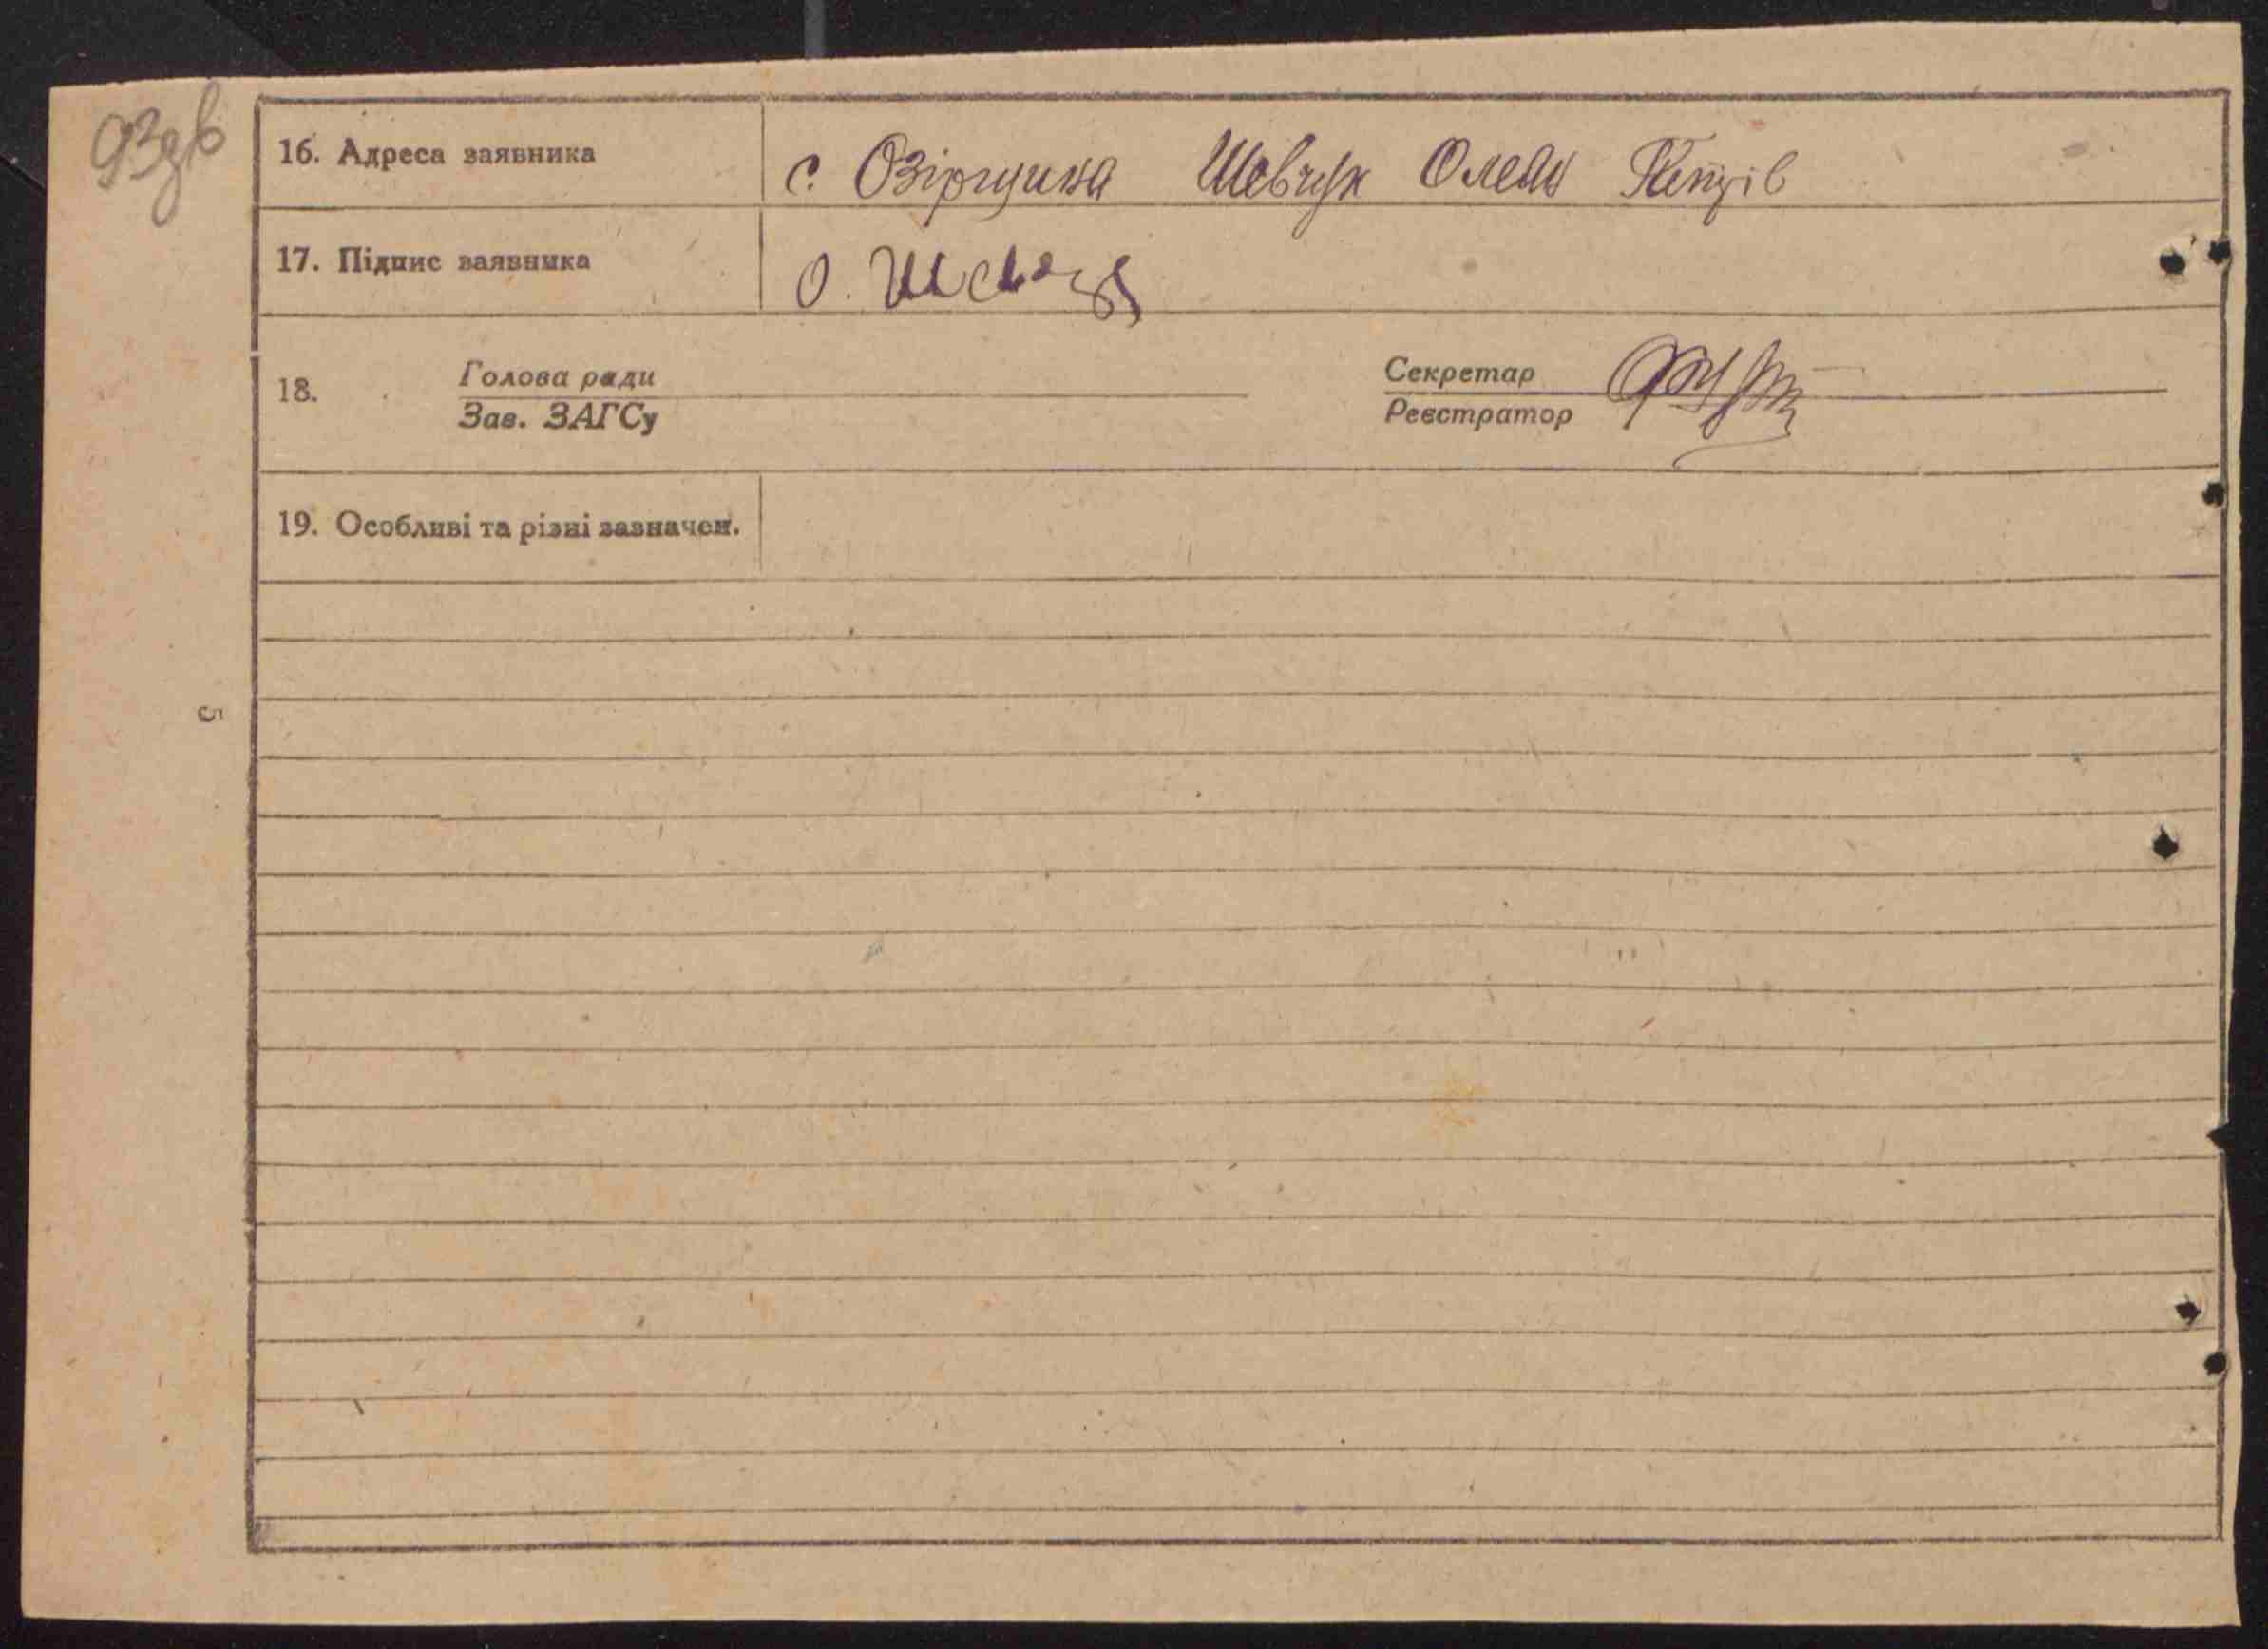 93зв
16. Адреса заявника с. Озірщина Шевчук Олекс Петрів
17. Підпис заявника О. Шевчук
18. Голова ради Секретар
Зав. ЗАГСу Реєстратор
19. Особливі та різні зазначен.
5